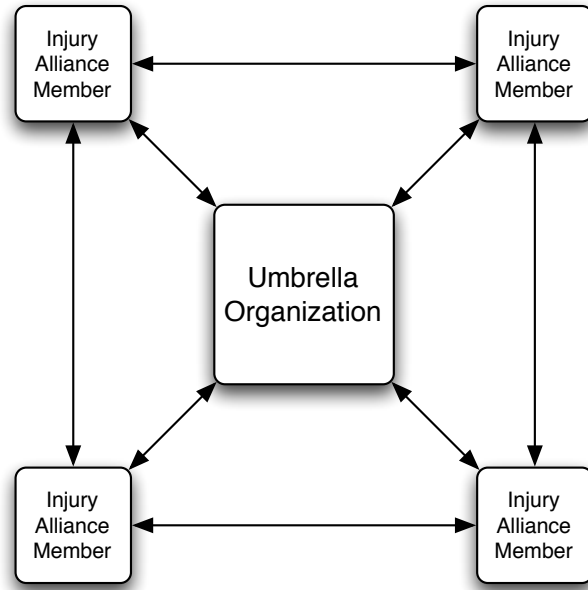 Injury
Alliance
Member
Injury
Alliance
Member
Umbrella
Organization
Injury
Alliance
Member
Injury
Alliance
Member